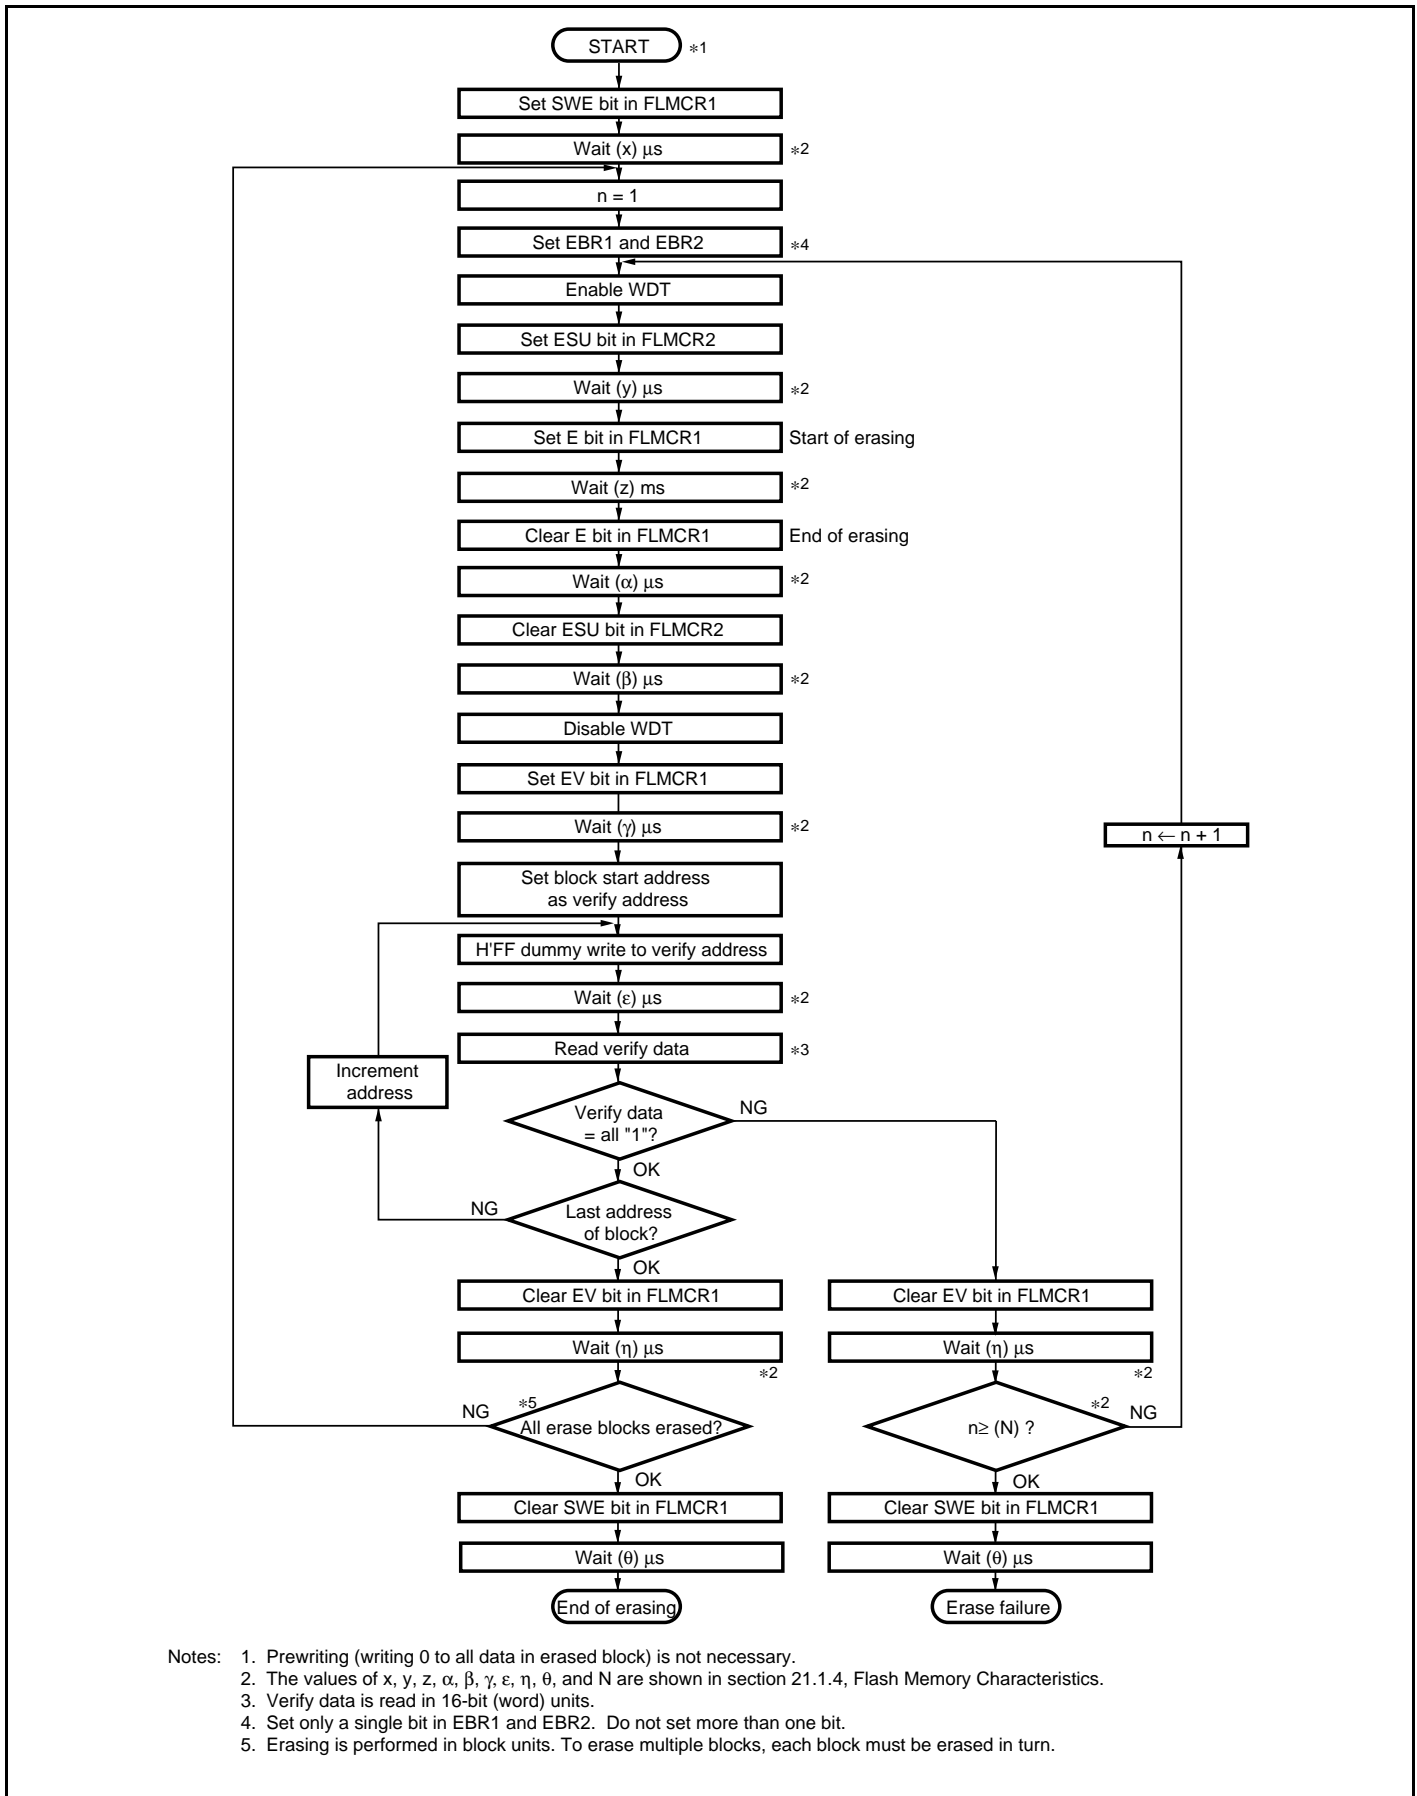 START *1
Set SWE bit in FLMCR1
Wait (x) μs *2
n = 1
Set EBR1 and EBR2 *4
Enable WDT
Set ESU bit in FLMCR2
Wait (y) μs *2
Set E bit in FLMCR1 Start of erasing
Wait (z) ms *2
Clear E bit in FLMCR1 End of erasing
Wait (α) μs *2
Clear ESU bit in FLMCR2
Wait (β) μs *2
Disable WDT
Set EV bit in FLMCR1
Wait (γ) μs *2
n ← n + 1
Set block start address
as verify address
H'FF dummy write to verify address
Wait (ε) μs *2
Read verify data *3
Increment
address
Verify data
= all "1"?
NG
OK
NG
Last address
of block?
OK
Clear EV bit in FLMCR1 Clear EV bit in FLMCR1
Wait (η) μs Wait (η) μs
*2 *2
*5 *2
NG NG
All erase blocks erased? n≥ (N) ?
OK OK
Clear SWE bit in FLMCR1 Clear SWE bit in FLMCR1
Wait (θ) μs Wait (θ) μs
End of erasing Erase failure
Notes: 1. Prewriting (writing 0 to all data in erased block) is not necessary.
2. The values of x, y, z, α, β, γ, ε, η, θ, and N are shown in section 21.1.4, Flash Memory Characteristics.
3. Verify data is read in 16-bit (word) units.
4. Set only a single bit in EBR1 and EBR2. Do not set more than one bit.
5. Erasing is performed in block units. To erase multiple blocks, each block must be erased in turn.